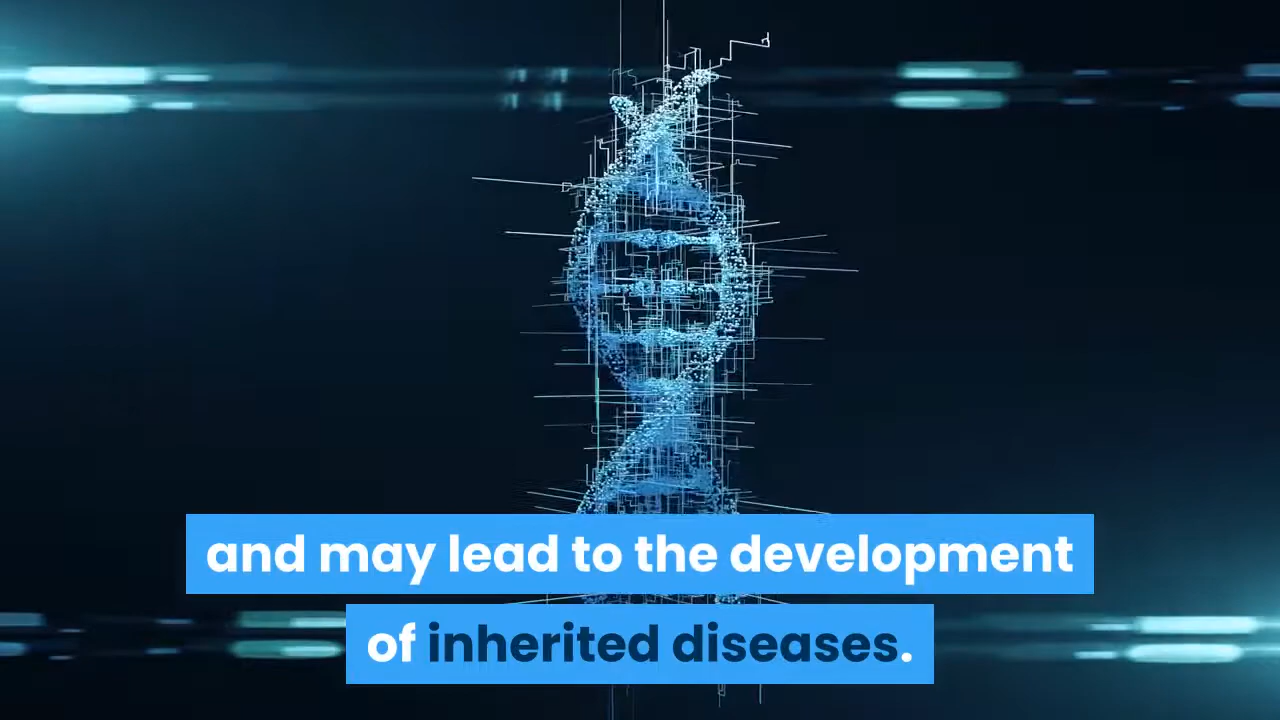 and may lead to the development
of inherited diseases.